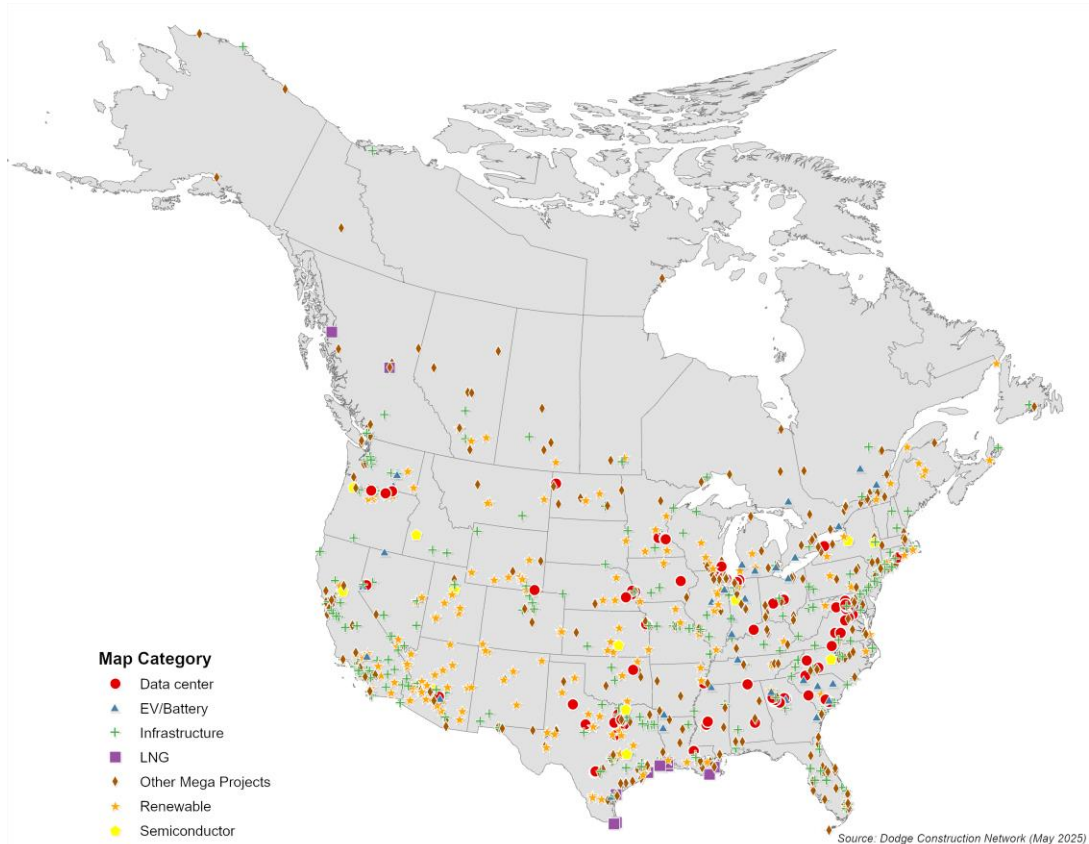 Map Category
Data center
EV/Battery
Infrastructure
LNG
Other Mega Projects
Renewable
Semiconductor
Source: Dodge Construction Network (May 2025)